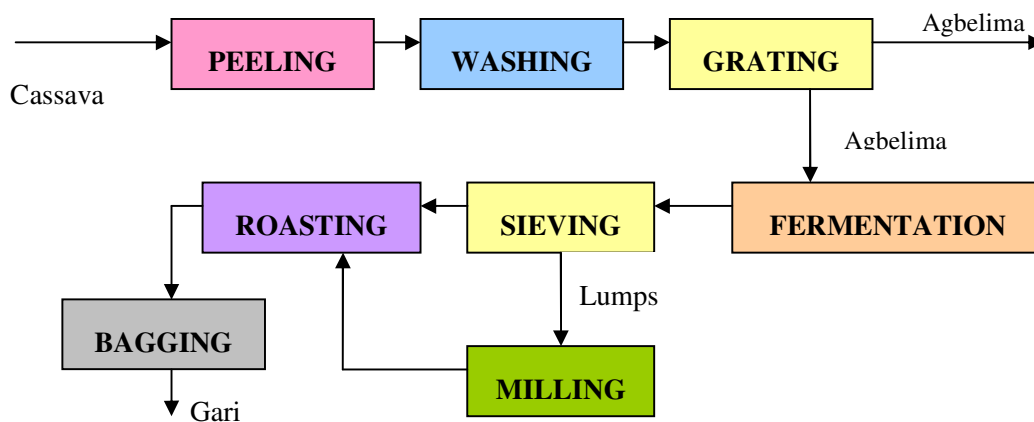 Agbelima
PEELING
WASHING
GRATING
Cassava
Agbelima
ROASTING
SIEVING
FERMENTATION
Lumps
BAGGING
MILLING
Gari